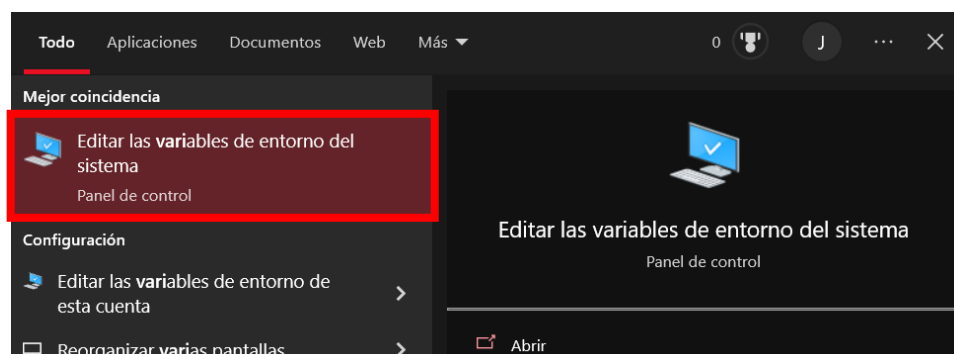 Todo Aplicaciones Documentos Web Más 0 J ...
Mejor coincidencia
Editar las variables de entorno del
sistema
Panel de control
Configuración
Editar las variables de entorno de
esta cuenta
Reorganizar varias pantallas
Editar las variables de entorno del sistema
Panel de control
Abrir